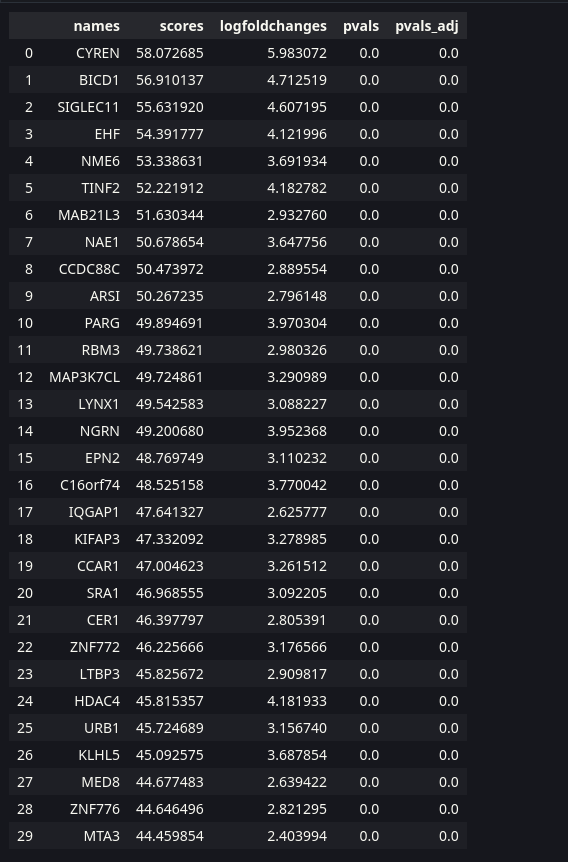 names scores logfoldchanges pvals pvals_adj
0 CYREN 58.072685 5.983072 0.0 0.0
1 BICD1 56.910137 4.712519 0.0 0.0
2 SIGLEC11 55.631920 4.607195 0.0 0.0
3 EHF 54.391777 4.121996 0.0 0.0
4 NME6 53.338631 3.691934 0.0 0.0
5 TINF2 52.221912 4.182782 0.0 0.0
6 MAB21L3 51.630344 2.932760 0.0 0.0
7 NAE1 50.678654 3.647756 0.0 0.0
8 CCDC88C 50.473972 2.889554 0.0 0.0
9 ARSI 50.267235 2.796148 0.0 0.0
10 PARG 49.894691 3.970304 0.0 0.0
11 RBM3 49.738621 2.980326 0.0 0.0
12 MAP3K7CL 49.724861 3.290989 0.0 0.0
13 LYNX1 49.542583 3.088227 0.0 0.0
14 NGRN 49.200680 3.952368 0.0 0.0
15 EPN2 48.769749 3.110232 0.0 0.0
16 C16orf74 48.525158 3.770042 0.0 0.0
17 IQGAP1 47.641327 2.625777 0.0 0.0
18 KIFAP3 47.332092 3.278985 0.0 0.0
19 CCAR1 47.004623 3.261512 0.0 0.0
20 SRA1 46.968555 3.092205 0.0 0.0
21 CER1 46.397797 2.805391 0.0 0.0
22 ZNF772 46.225666 3.176566 0.0 0.0
23 LTBP3 45.825672 2.909817 0.0 0.0
24 HDAC4 45.815357 4.181933 0.0 0.0
25 URB1 45.724689 3.156740 0.0 0.0
26 KLHL5 45.092575 3.687854 0.0 0.0
27 MED8 44.677483 2.639422 0.0 0.0
28 ZNF776 44.646496 2.821295 0.0 0.0
29 MTA3 44.459854 2.403994 0.0 0.0